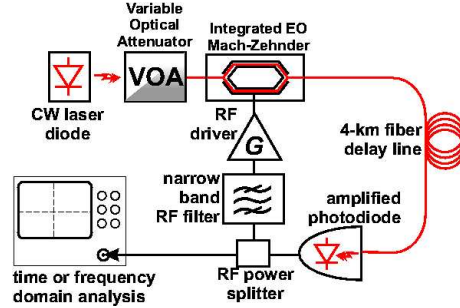 Variable
Optical
Attenuator
Integrated EO
Mach-Zehnder
VOA
CW laser
diode
RF
driver
G
4-km fiber
delay line
narrow
band
RF filter
amplified
photodiode
RF power
splitter
time or frequency
domain analysis